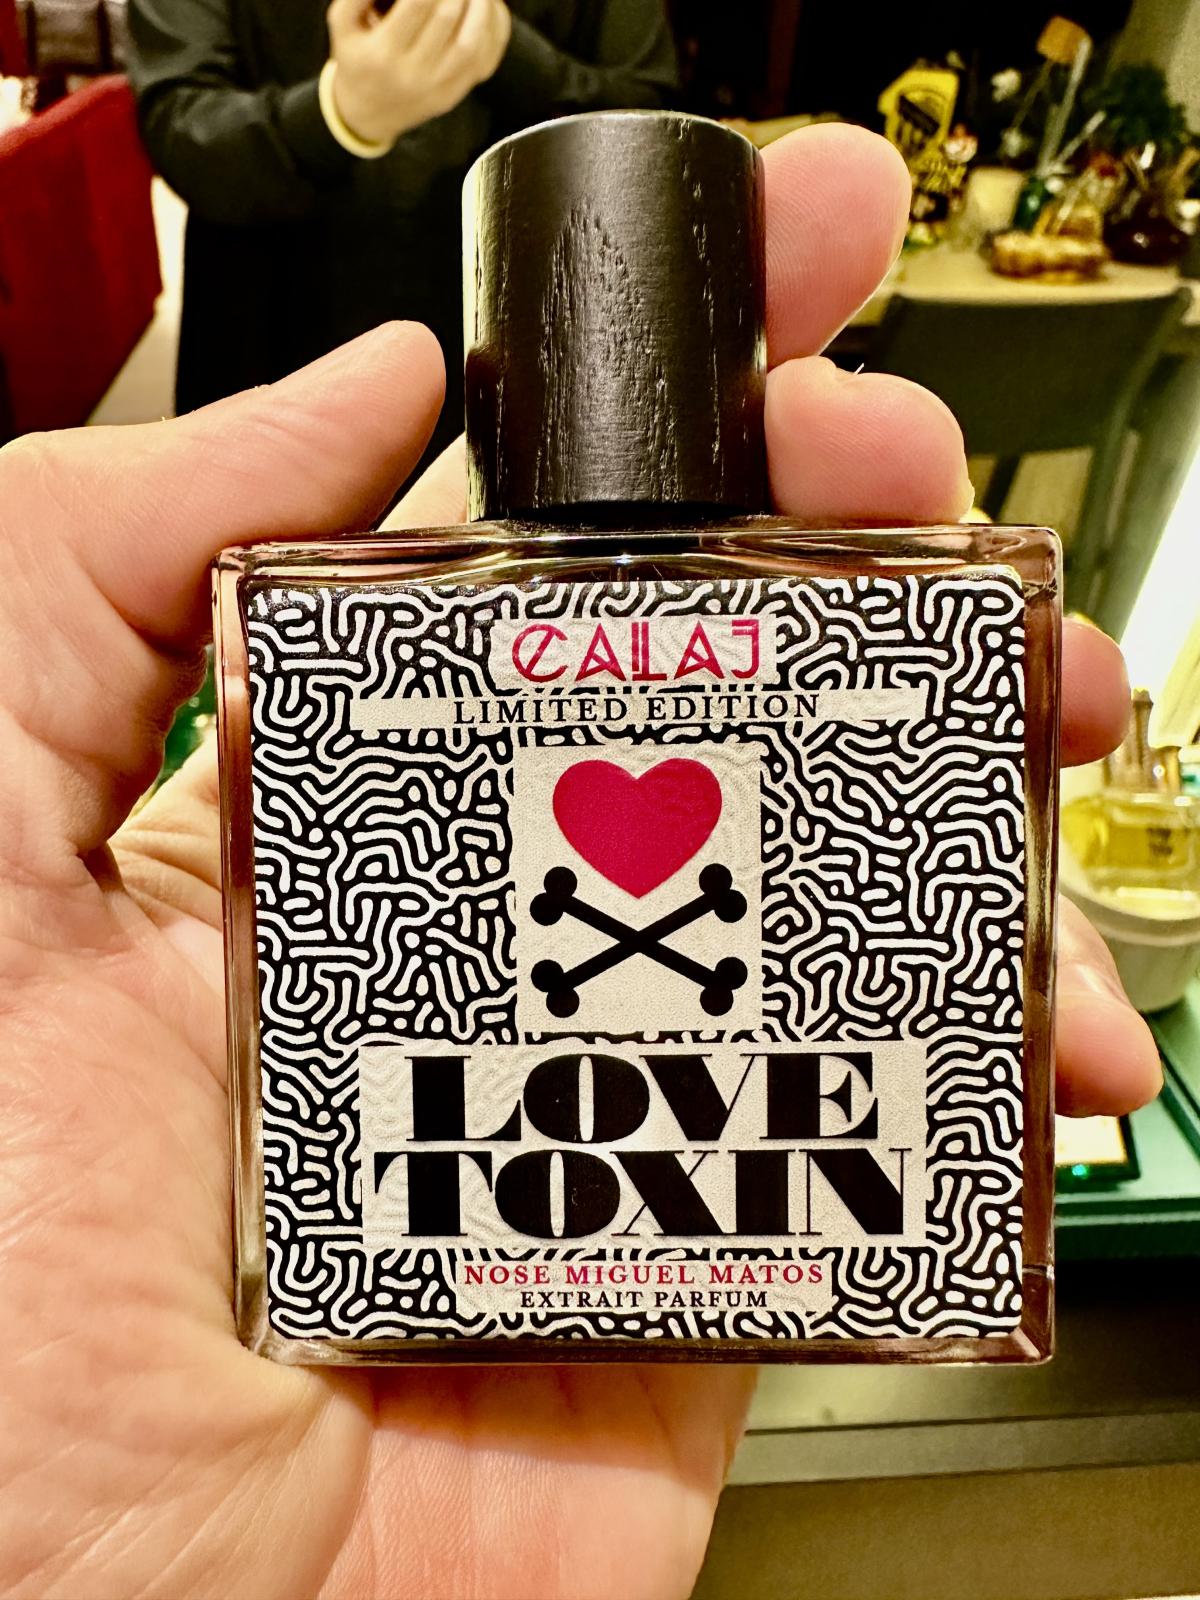 CALAJ
LIMITED EDITION
LOVE
TOXIN
NOSE MIGUEL MATOS
EXTRAIT PARFUM